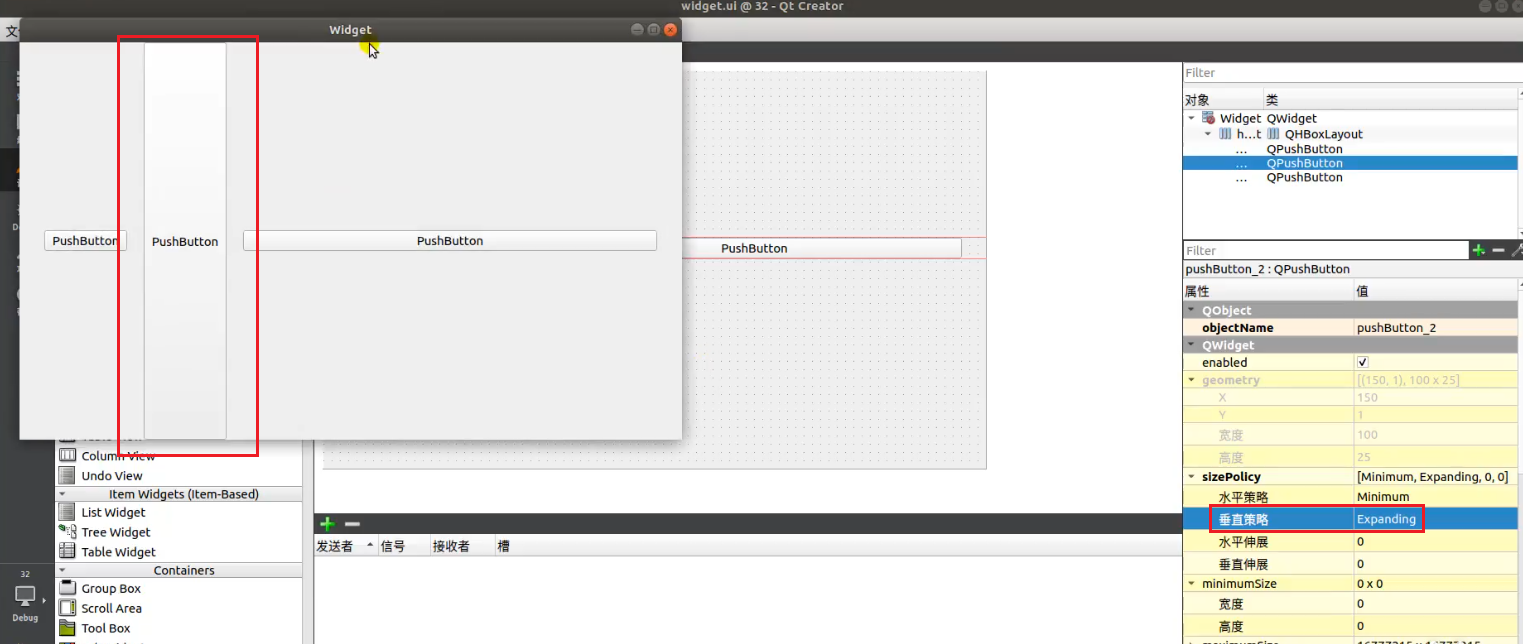 widget.ui @ 32 - Qt Creator
Widget
文
PushButton
PushButton
PushButton
PushButton
Column View
Undo View
Item Widgets (Item-Based)
List Widget
Tree Widget
Table Widget
Containers
Group Box
Scroll Area
Tool Box
32
Debug
发送者 信号 接收者 槽
Filter
对象 类
Widget QWidget
h...t QHBoxLayout
... QPushButton
... QPushButton
... QPushButton
Filter
pushButton_2 : QPushButton
属性 值
QObject
objectName pushButton_2
QWidget
enabled
geometry [(150, 1), 100 x 25]
X 150
Y 1
宽度 100
高度 25
sizePolicy [Minimum, Expanding, 0, 0]
水平策略 Minimum
垂直策略 Expanding
水平伸展 0
垂直伸展 0
minimumSize 0 x 0
宽度 0
高度 0